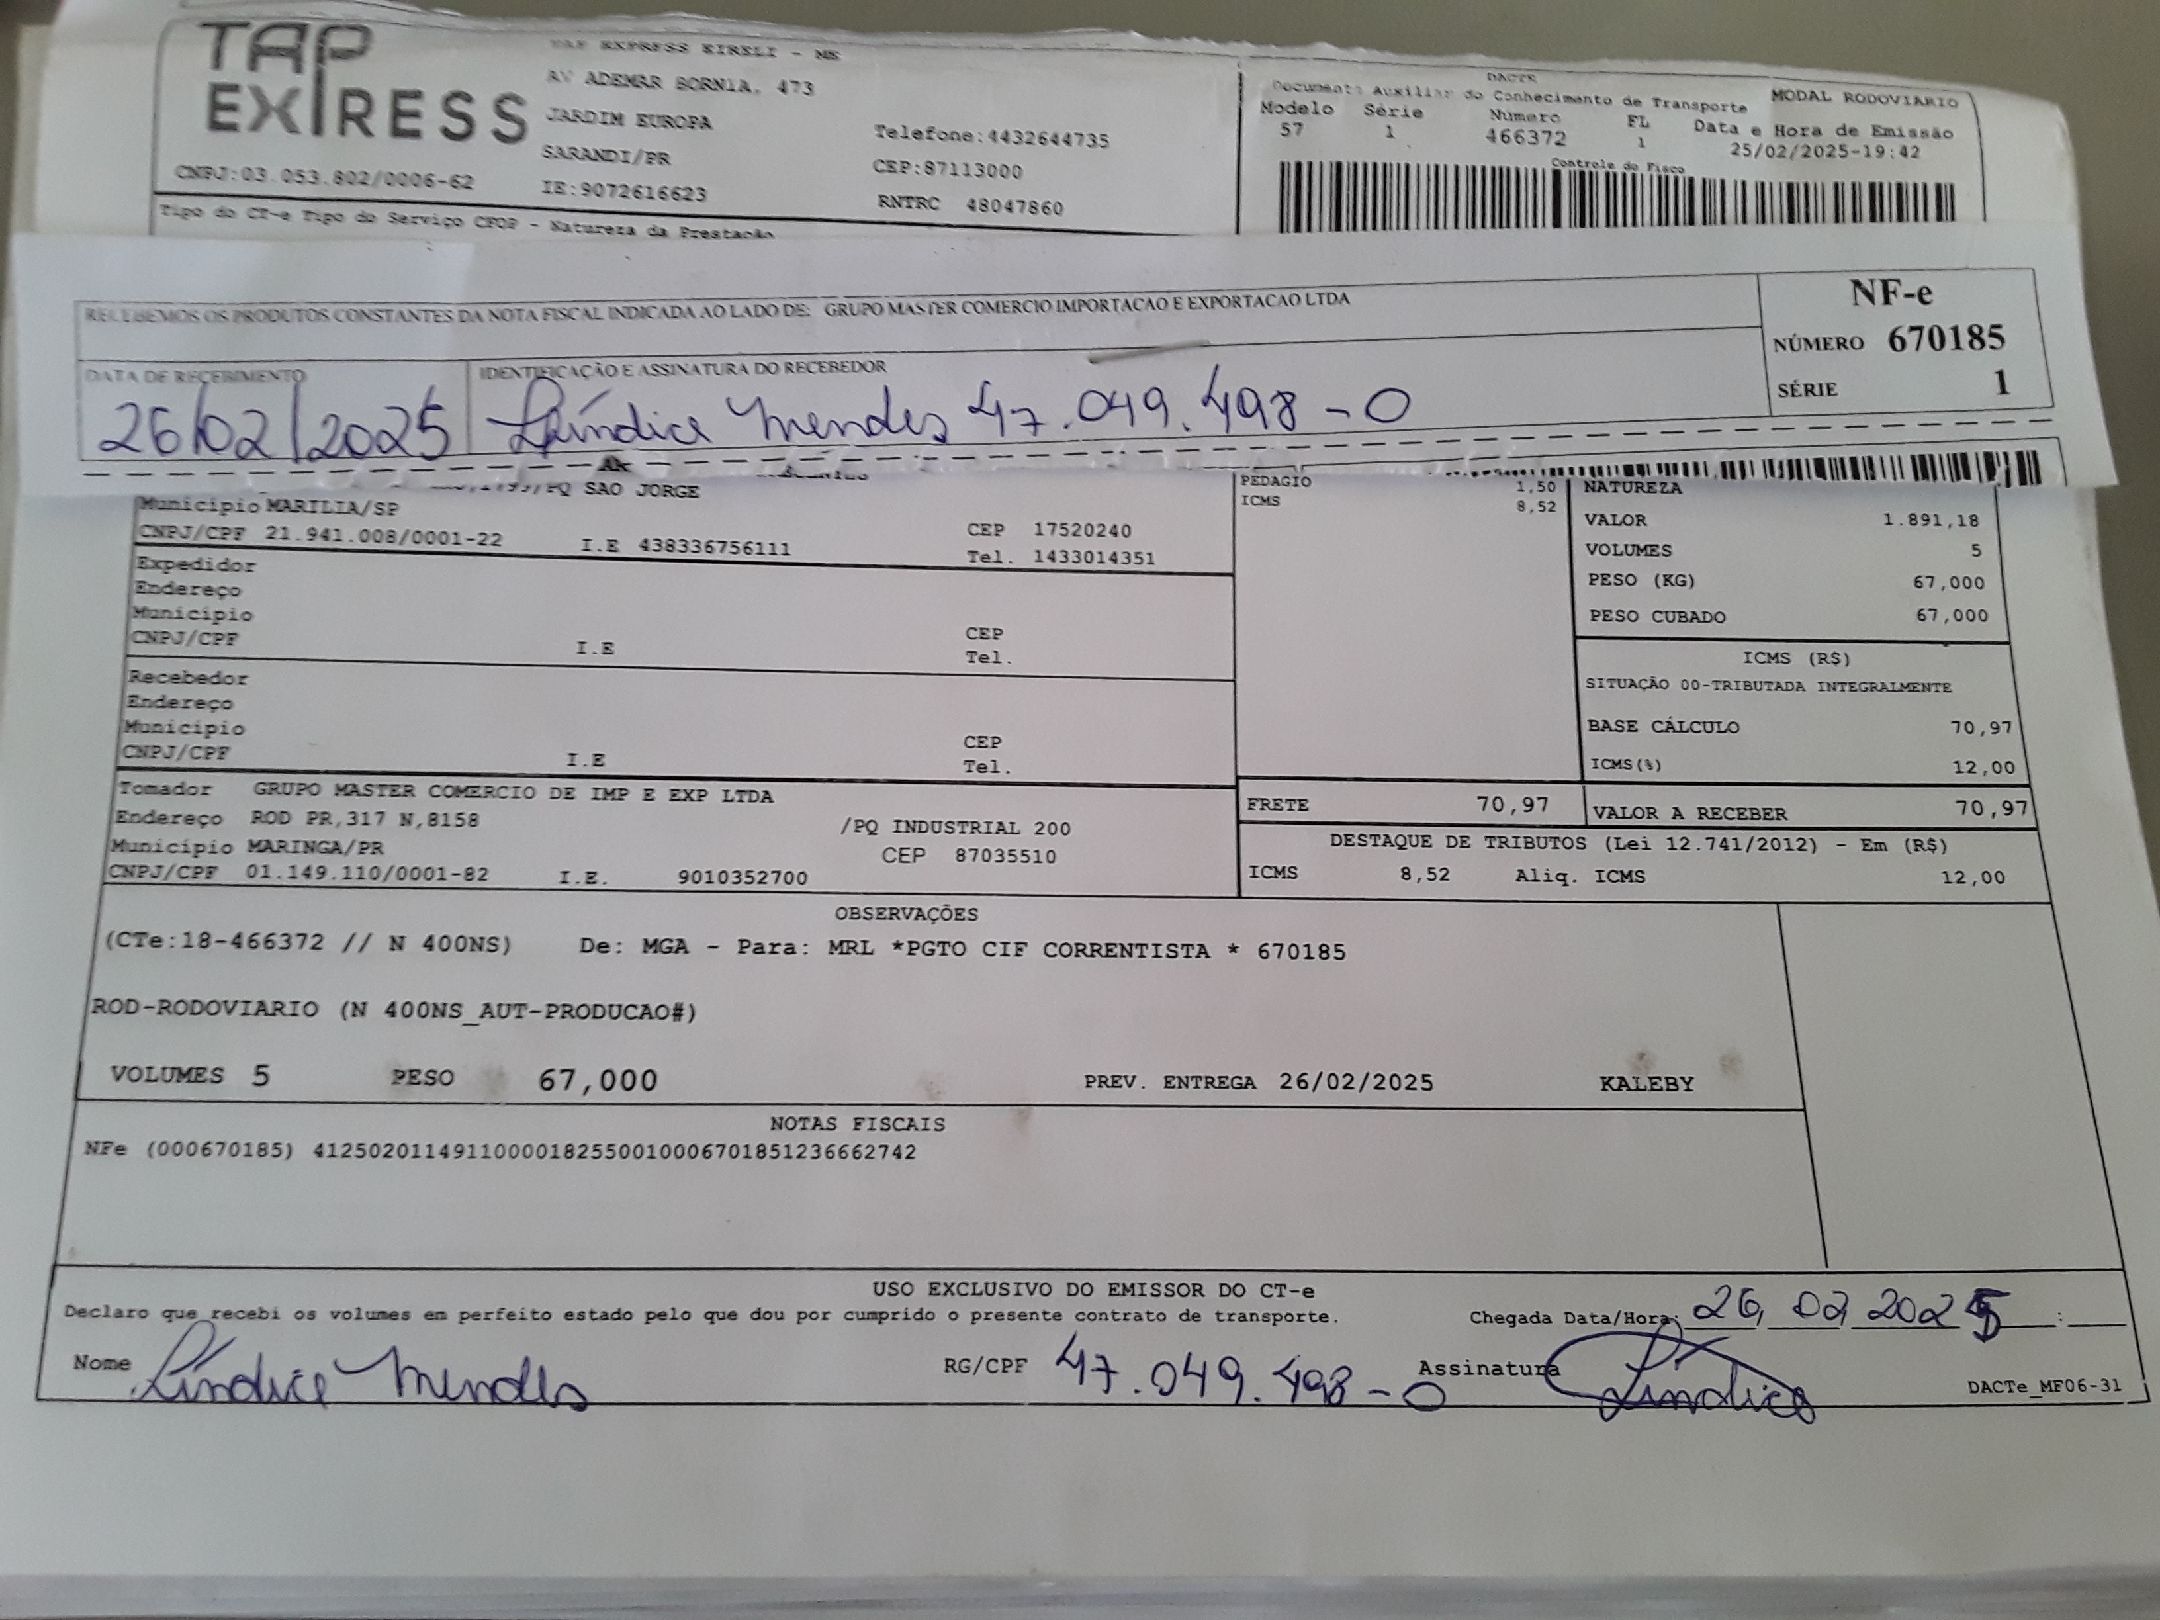 TAP EXPRESS
TAP EXPRESS EIRELI - ME
AV ADEMAR BORNIA, 473
JARDIM EUROPA
SARANDI/PR
Telefone:4432644735
CEP:87113000
CNPJ:03.053.802/0006-62
IE:9072616623
RNTRC 48047860
Tipo do CT-e Tipo do Serviço CFOP - Natureza da Prestação
DACTE
Documento Auxiliar do Conhecimento de Transporte
MODAL RODOVIARIO
Modelo Série Número FL Data e Hora de Emissão
57 1 466372 1 25/02/2025-19:42
Controle do Fisco
RECEBEMOS OS PRODUTOS CONSTANTES DA NOTA FISCAL INDICADA AO LADO DE: GRUPO MASTER COMERCIO IMPORTACAO E EXPORTACAO LTDA
NF-e
NÚMERO 670185
SÉRIE 1
DATA DE RECEBIMENTO
IDENTIFICAÇÃO E ASSINATURA DO RECEBEDOR
26/02/2025 Líndice Mendes 47.049.498-0
/PQ SAO JORGE
Município MARILIA/SP
CEP 17520240
CNPJ/CPF 21.941.008/0001-22 I.E 438336756111 Tel. 1433014351
Expedidor
Endereço
Município
CEP
CNPJ/CPF I.E Tel.
Recebedor
Endereço
Município
CEP
CNPJ/CPF I.E Tel.
Tomador GRUPO MASTER COMERCIO DE IMP E EXP LTDA
Endereço ROD PR,317 N,8158 /PQ INDUSTRIAL 200
Município MARINGA/PR CEP 87035510
CNPJ/CPF 01.149.110/0001-82 I.E. 9010352700
PEDAGIO 1,50
ICMS 8,52
NATUREZA
VALOR 1.891,18
VOLUMES 5
PESO (KG) 67,000
PESO CUBADO 67,000
ICMS (R$)
SITUAÇÃO 00-TRIBUTADA INTEGRALMENTE
BASE CÁLCULO 70,97
ICMS(%) 12,00
FRETE 70,97 VALOR A RECEBER 70,97
DESTAQUE DE TRIBUTOS (Lei 12.741/2012) - Em (R$)
ICMS 8,52 Aliq. ICMS 12,00
OBSERVAÇÕES
(CTe:18-466372 // N 400NS) De: MGA - Para: MRL *PGTO CIF CORRENTISTA * 670185
ROD-RODOVIARIO (N 400NS_AUT-PRODUCAO#)
VOLUMES 5 PESO 67,000 PREV. ENTREGA 26/02/2025 KALEBY
NOTAS FISCAIS
NFe (000670185) 41250201149110000182550010006701851236662742
USO EXCLUSIVO DO EMISSOR DO CT-e
Declaro que recebi os volumes em perfeito estado pelo que dou por cumprido o presente contrato de transporte.
Chegada Data/Hora: 26, 02, 2025 :
Nome Líndice Mendes RG/CPF 47.049.498-0 Assinatura Líndice
DACTe_MF06-31